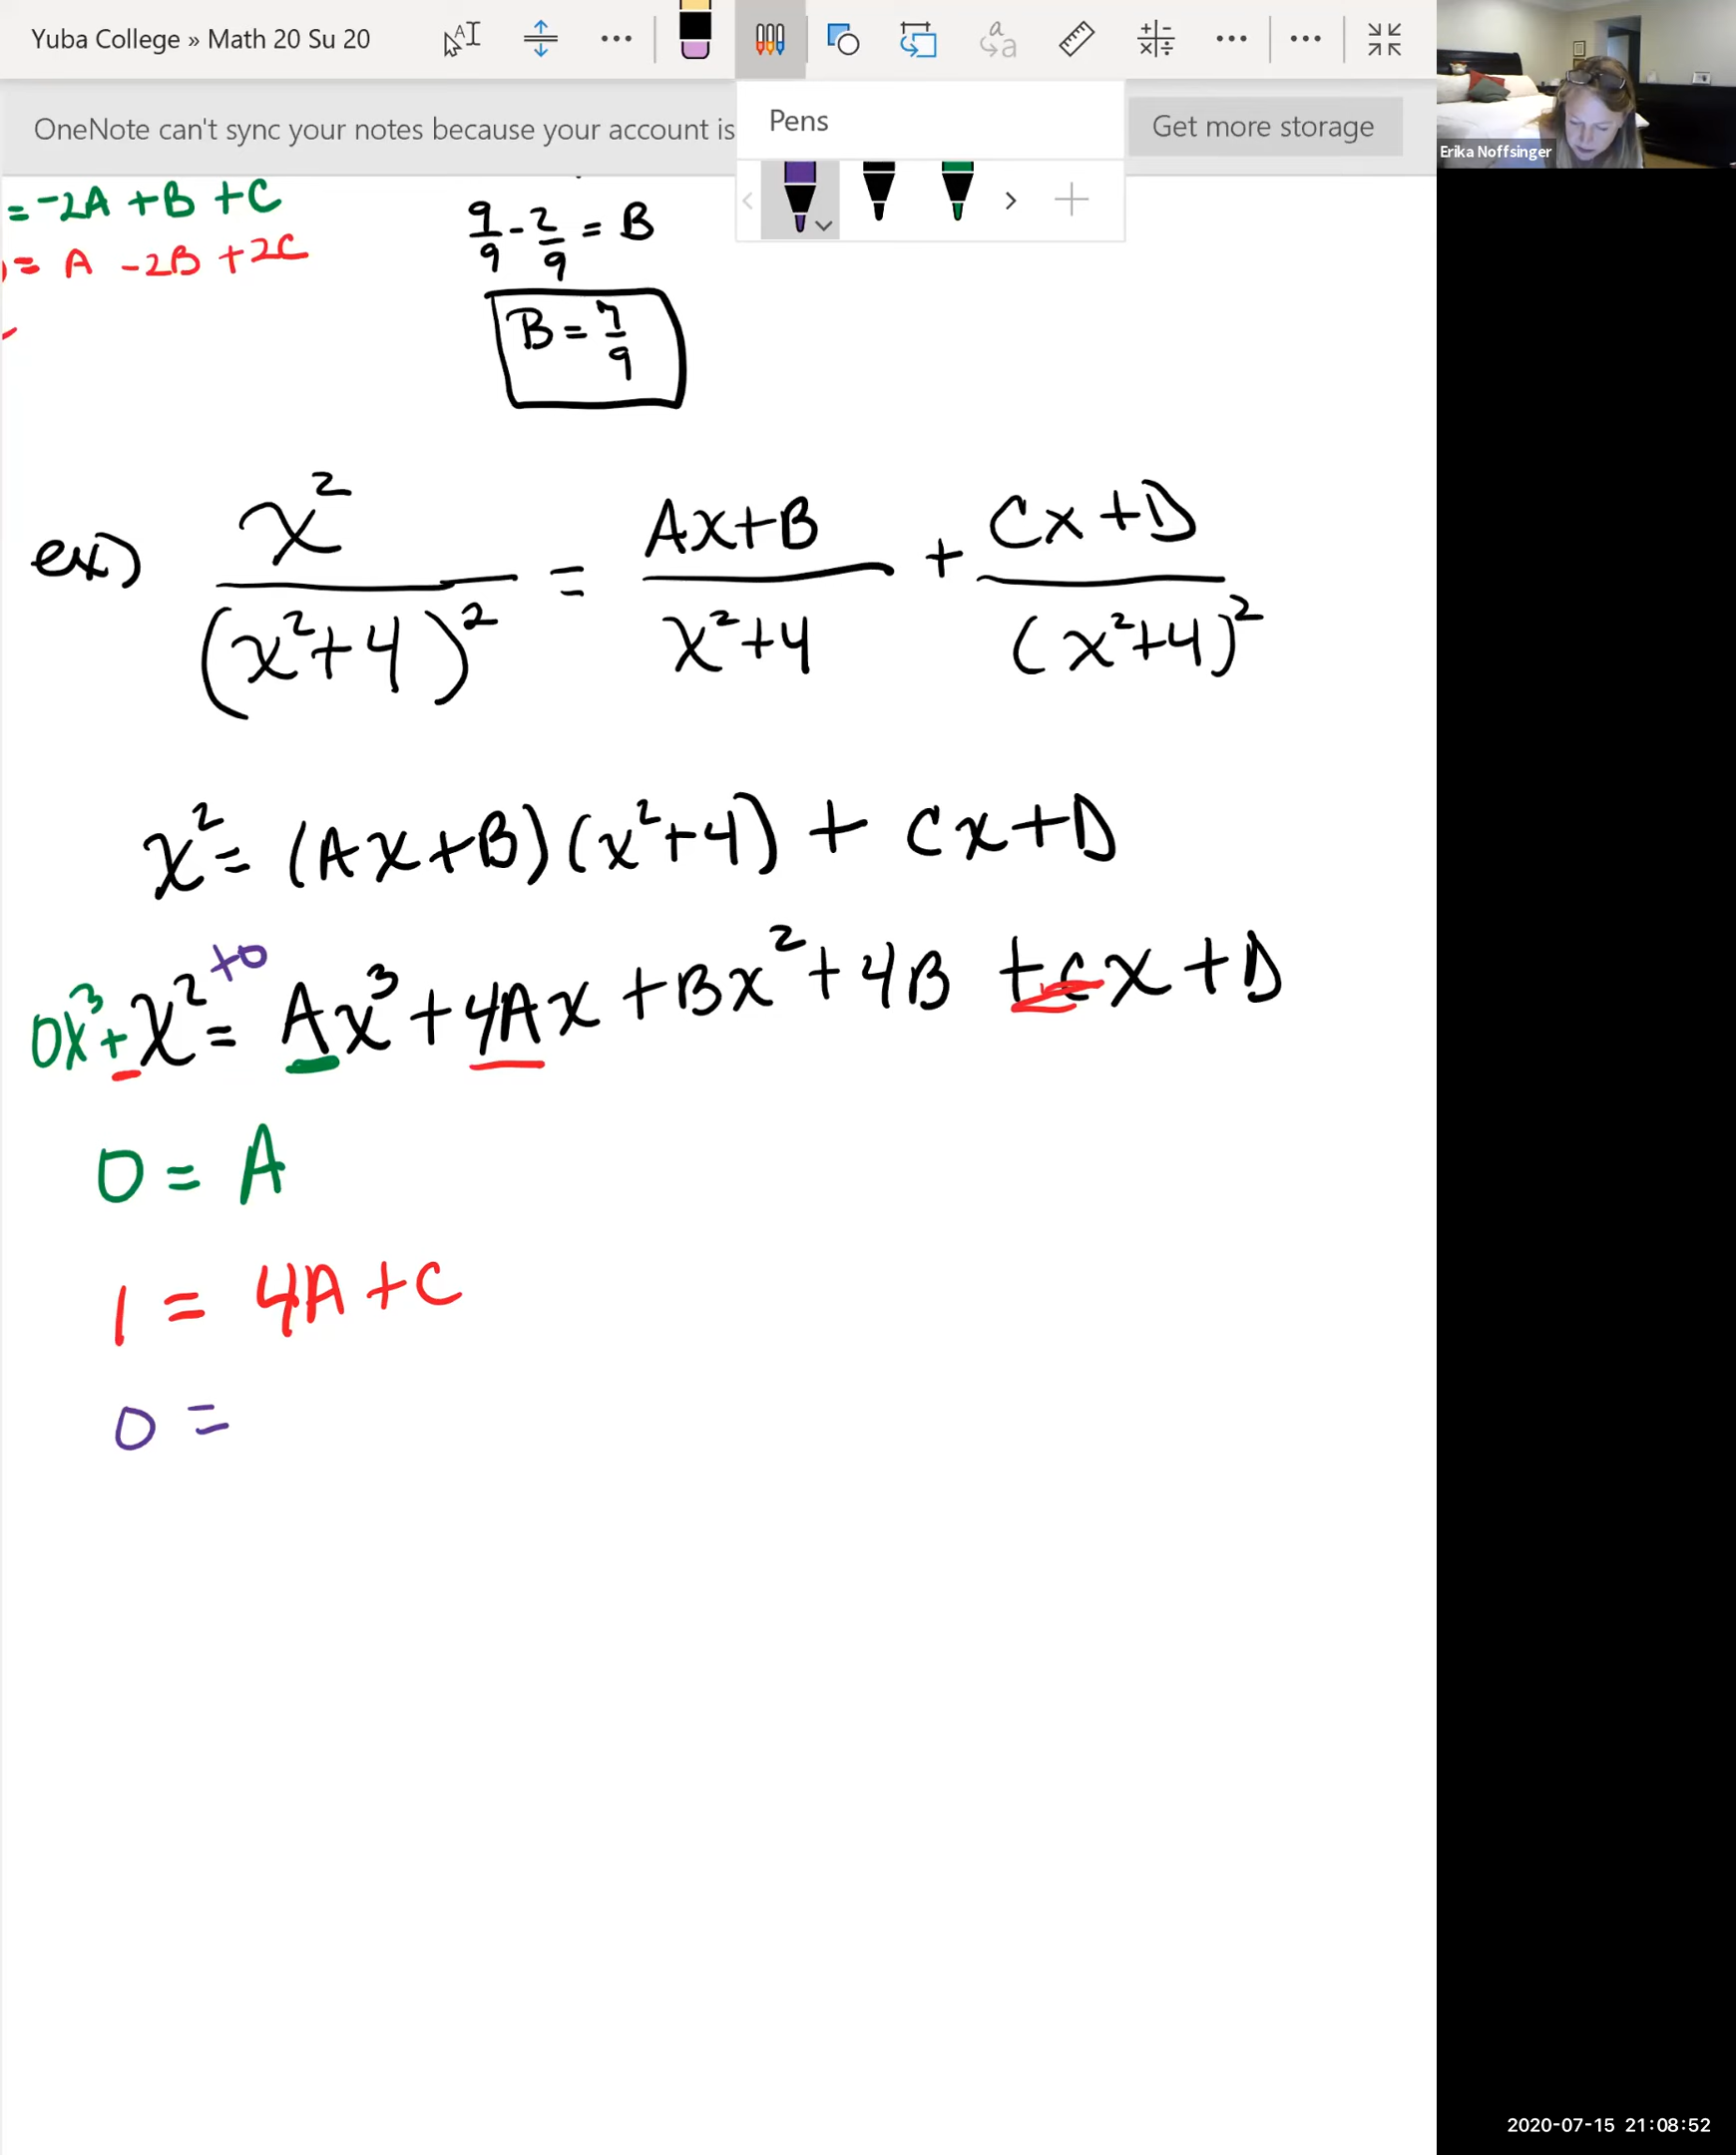 Yuba College » Math 20 Su 20
OneNote can't sync your notes because your account is
Pens
Get more storage
Erika Noffsinger
= -2A + B + C
= A - 2B + 2C
9/9 - 2/9 = B
B = 7/9
ex) x²/(x²+4)² = (Ax+B)/(x²+4) + (Cx+D)/(x²+4)²
x² = (Ax+B)(x²+4) + Cx+D
0x³ + x² + 0 = Ax³ + 4Ax + Bx² + 4B + Cx + D
0 = A
1 = 4A + C
0 =
2020-07-15 21:08:52